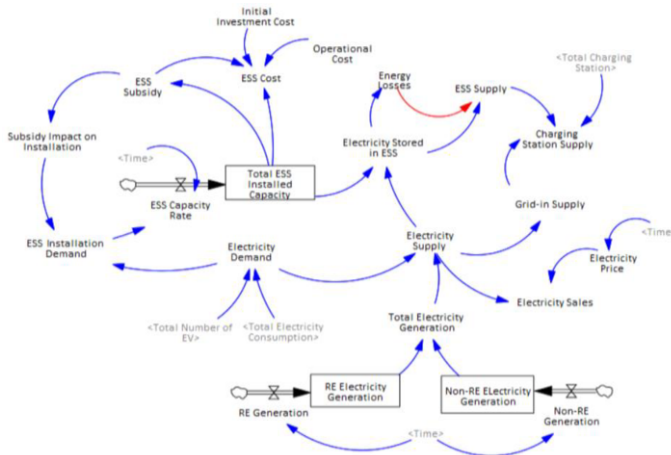 Initial
Investment Cost
Operational
Cost
<Total Charging
Station>
ESS
Subsidy
ESS Cost
Energy
Losses
ESS Supply
Subsidy Impact on
Installation
Electricity Stored
in ESS
Charging
Station Supply
<Time>
Total ESS
Installed
Capacity
ESS Capacity
Rate
Grid-in Supply
ESS Installation
Demand
Electricity
Demand
Electricity
Supply
<Time>
Electricity
Price
Electricity Sales
<Total Number of
EV>
<Total Electricity
Consumption>
Total Electricity
Generation
RE Electricity
Generation
Non-RE ELectricity
Generation
RE Generation
<Time>
Non-RE
Generation